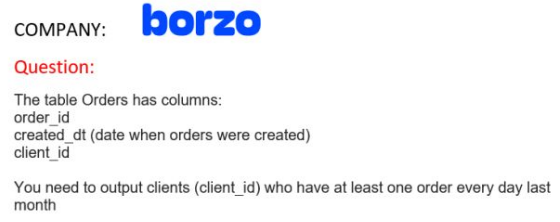 COMPANY: borzo
Question:
The table Orders has columns:
order_id
created_dt (date when orders were created)
client_id
You need to output clients (client_id) who have at least one order every day last
month